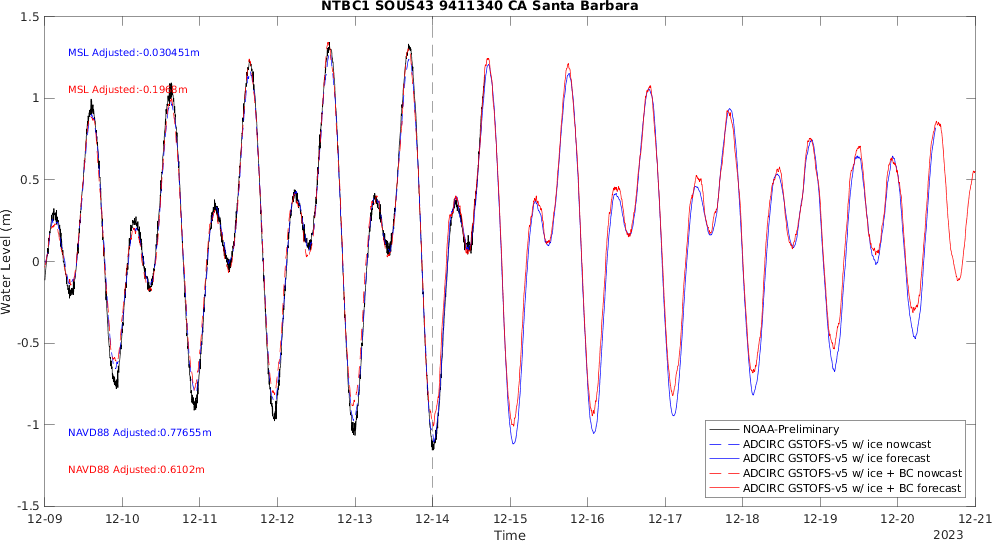 NTBC1 SOUS43 9411340 CA Santa Barbara
1.5
1
0.5
0
-0.5
-1
-1.5
Water Level (m)
MSL Adjusted:-0.030451m
MSL Adjusted:-0.1968m
NAVD88 Adjusted:0.77655m
NAVD88 Adjusted:0.6102m
NOAA-Preliminary
ADCIRC GSTOFS-v5 w/ ice nowcast
ADCIRC GSTOFS-v5 w/ ice forecast
ADCIRC GSTOFS-v5 w/ ice + BC nowcast
ADCIRC GSTOFS-v5 w/ ice + BC forecast
12-09 12-10 12-11 12-12 12-13 12-14 12-15 12-16 12-17 12-18 12-19 12-20 12-21
Time
2023